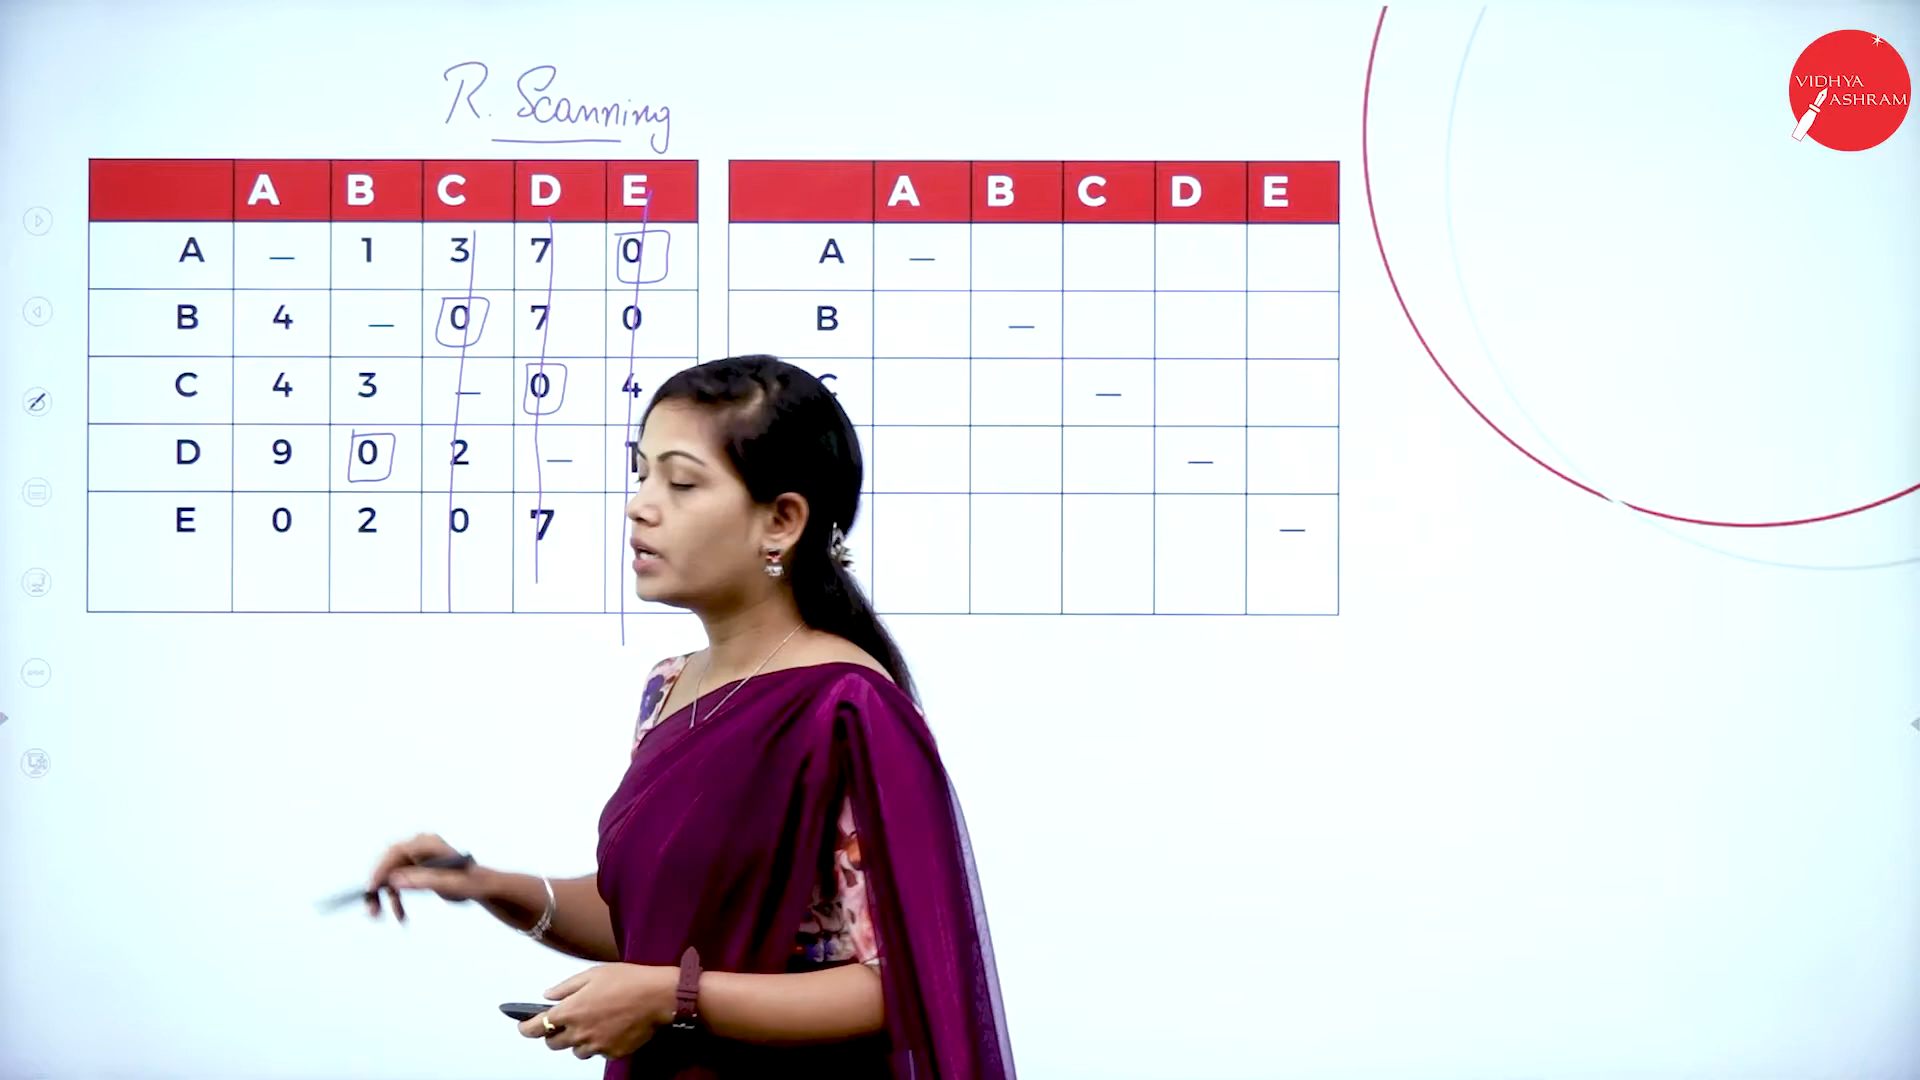 R. Scanning
VIDHYA
ASHRAM
A B C D E
A — 1 3 7 0
B 4 — 0 7 0
C 4 3 — 0 4
D 9 0 2 — 1
E 0 2 0 7
A B C D E
A —
B —
C —
—
—